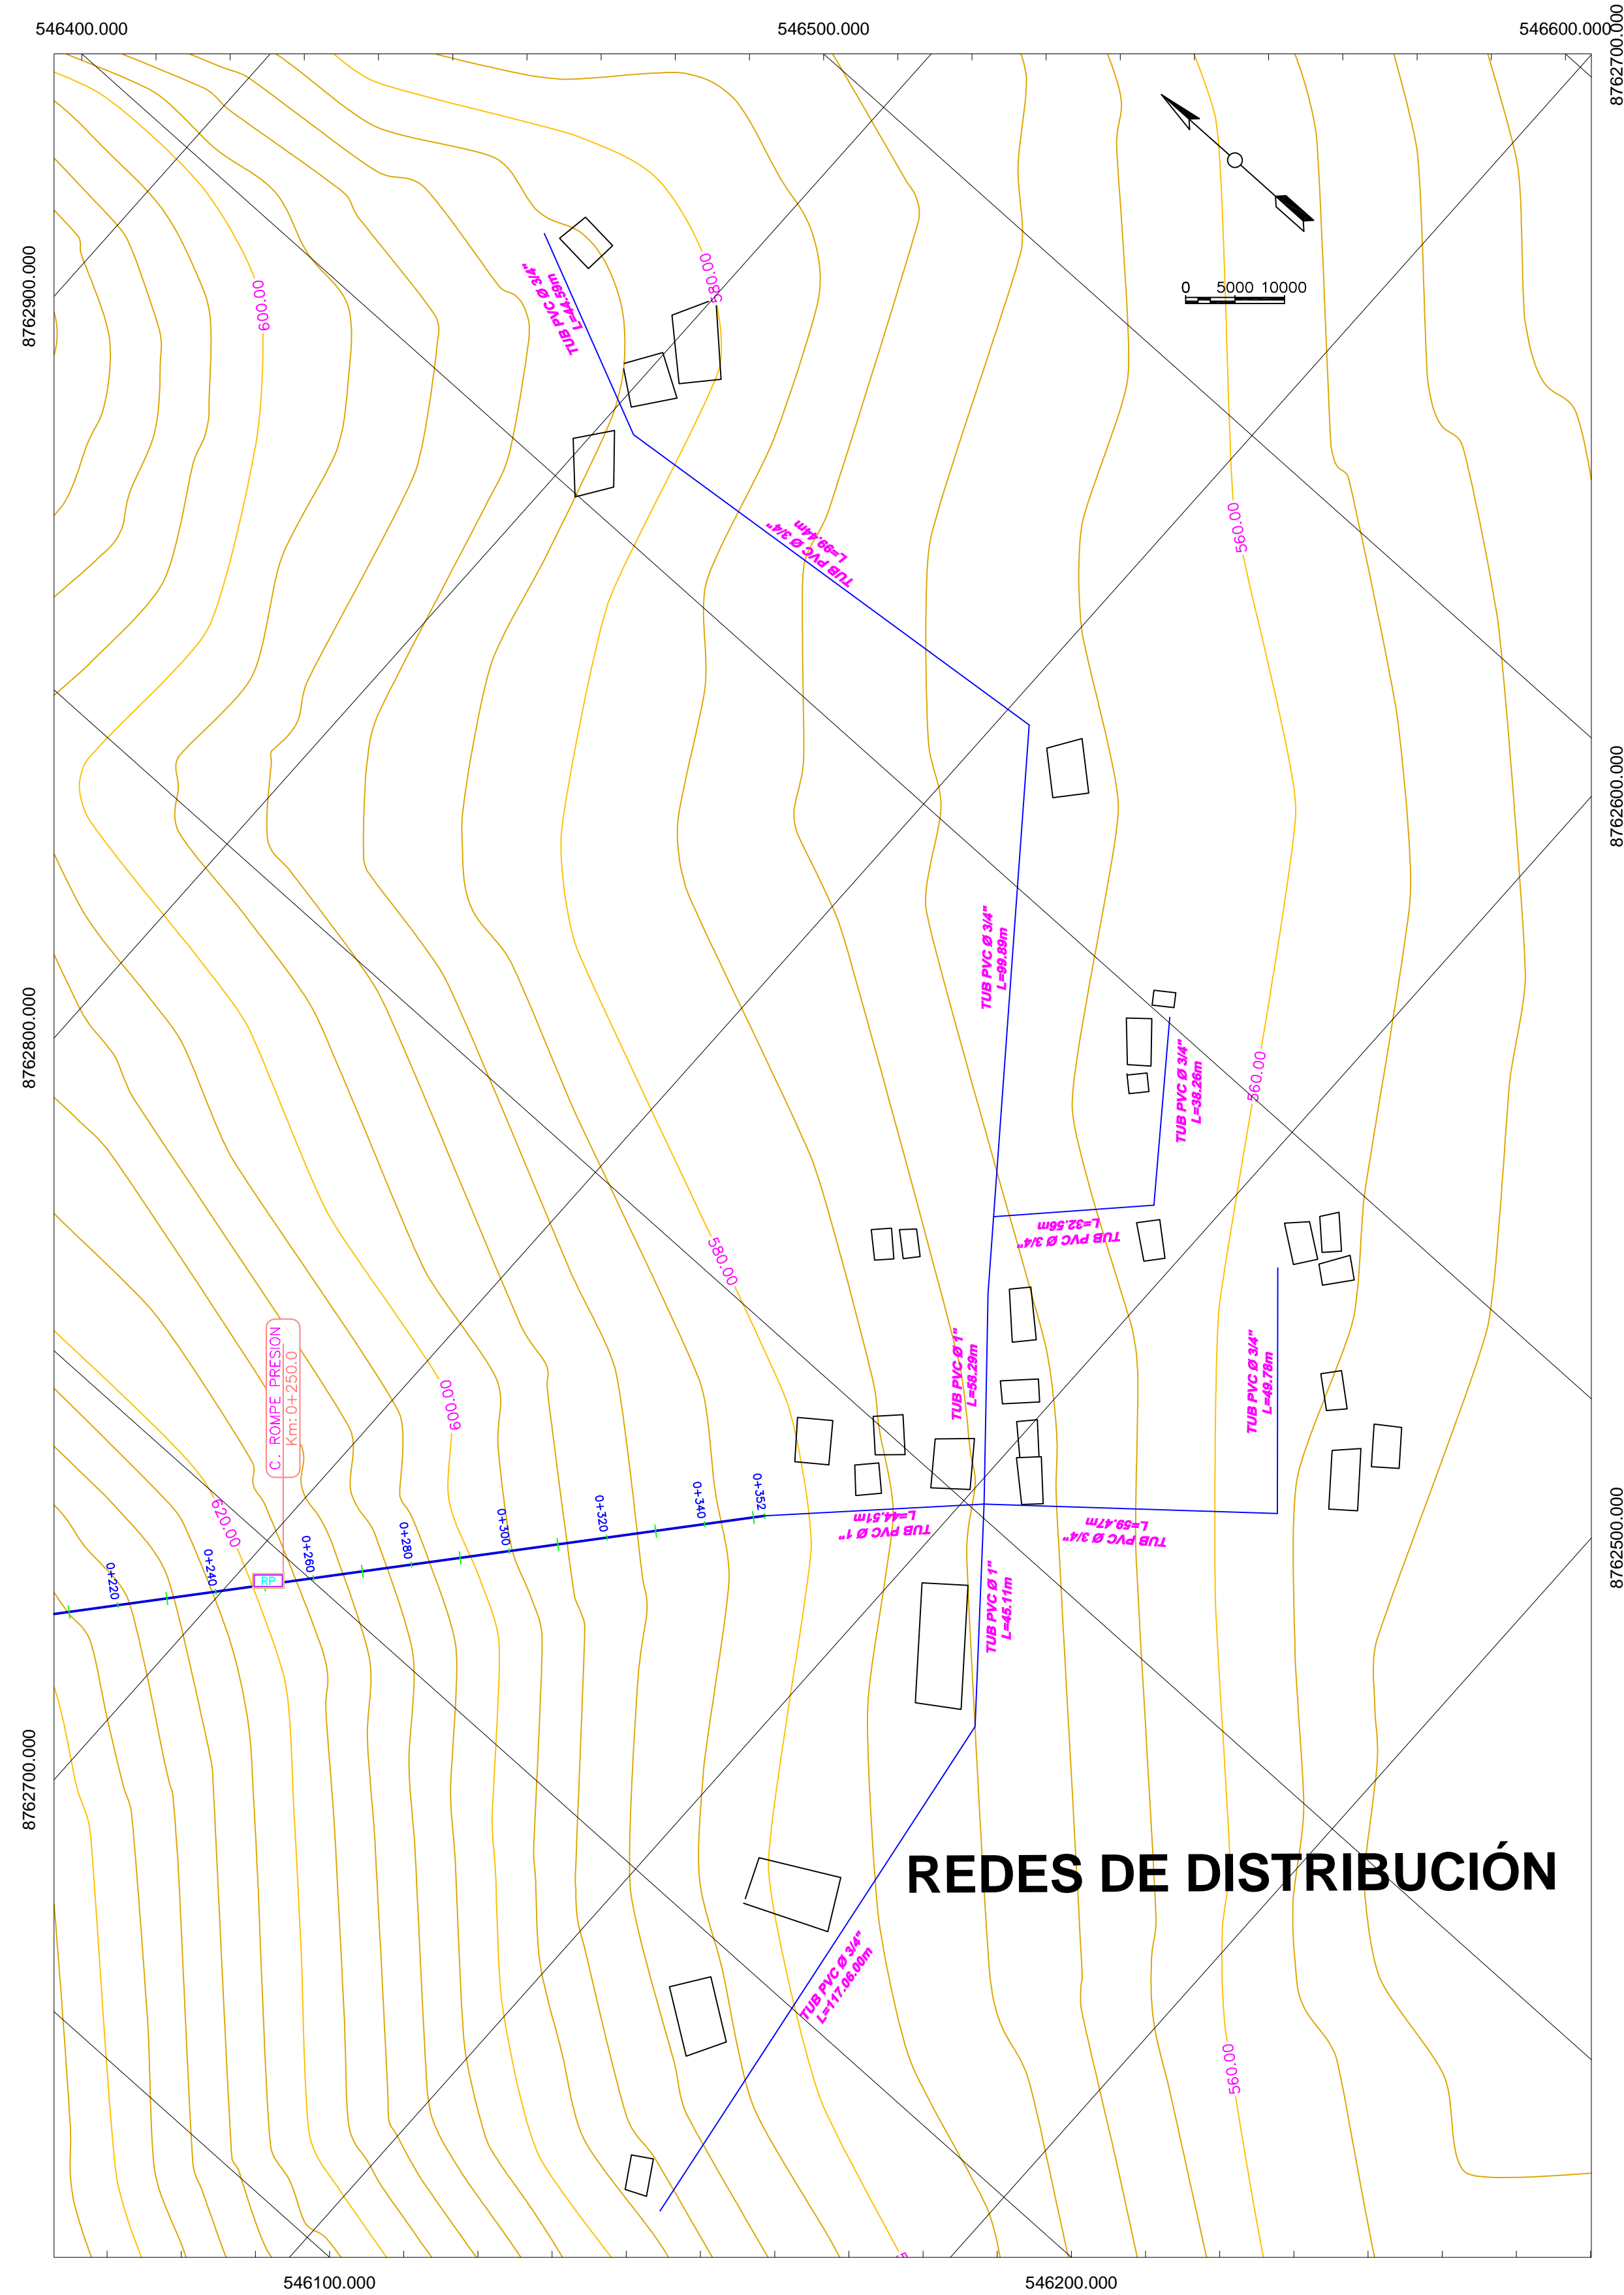 546400.000
546500.000
546600.000
8762700.000
8762900.000
600.00
580.00
0 5000 10000
TUB PVC Ø 3/4"
L=44.59m
560.00
TUB PVC Ø 3/4"
L=99.44m
8762600.000
TUB PVC Ø 3/4"
L=99.89m
8762800.000
TUB PVC Ø 3/4"
L=38.26m
560.00
TUB PVC Ø 3/4"
L=32.56m
580.00
C. ROMPE PRESION
Km: 0+250.0
600.00
TUB PVC Ø 1"
L=58.29m
TUB PVC Ø 3/4"
L=49.78m
620.00
0+220
0+240
RP
0+260
0+280
0+300
0+320
0+340
0+352
TUB PVC Ø 1"
L=44.51m
TUB PVC Ø 3/4"
L=59.47m
8762500.000
TUB PVC Ø 1"
L=45.11m
8762700.000
REDES DE DISTRIBUCIÓN
TUB PVC Ø 3/4"
L=117.06.00m
560.00
546100.000
546200.000